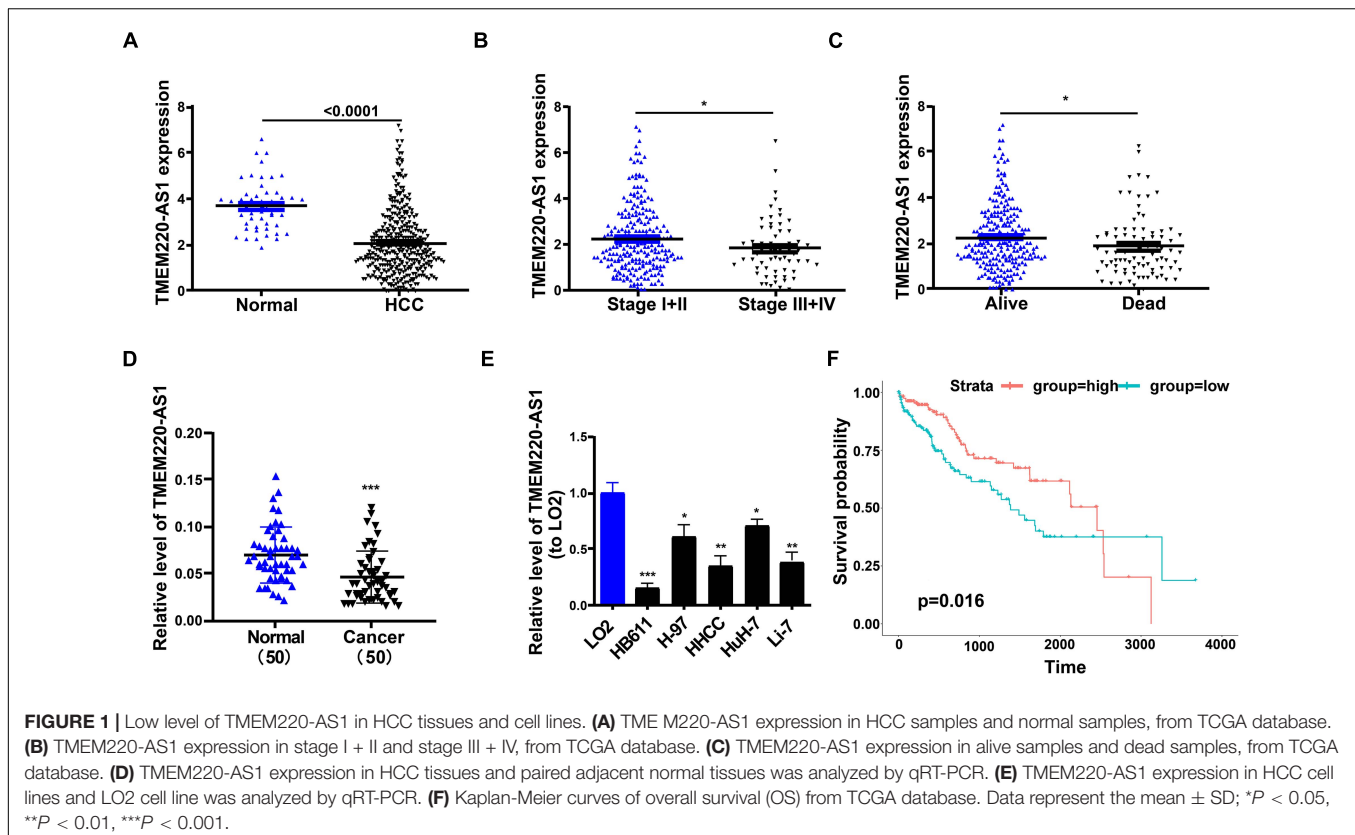 A
B
C
TMEM220-AS1 expression
8
6
4
2
0
<0.0001
Normal
HCC
TMEM220-AS1 expression
8
6
4
2
0
*
Stage I+II
Stage III+IV
TMEM220-AS1 expression
8
6
4
2
0
*
Alive
Dead
D
E
F
Relative level of TMEM220-AS1
0.20
0.15
0.10
0.05
0.00
***
Normal
Cancer
(50)
(50)
Relative level of TMEM220-AS1
(to LO2)
1.5
1.0
0.5
0.0
***
*
**
*
**
LO2
HB611
H-97
HHCC
HuH-7
Li-7
Strata group=high group=low
Survival probability
1.00
0.75
0.50
0.25
0.00
p=0.016
0 1000 2000 3000 4000
Time
FIGURE 1 | Low level of TMEM220-AS1 in HCC tissues and cell lines. (A) TME M220-AS1 expression in HCC samples and normal samples, from TCGA database.
(B) TMEM220-AS1 expression in stage I + II and stage III + IV, from TCGA database. (C) TMEM220-AS1 expression in alive samples and dead samples, from TCGA
database. (D) TMEM220-AS1 expression in HCC tissues and paired adjacent normal tissues was analyzed by qRT-PCR. (E) TMEM220-AS1 expression in HCC cell
lines and LO2 cell line was analyzed by qRT-PCR. (F) Kaplan-Meier curves of overall survival (OS) from TCGA database. Data represent the mean ± SD; *P < 0.05,
**P < 0.01, ***P < 0.001.